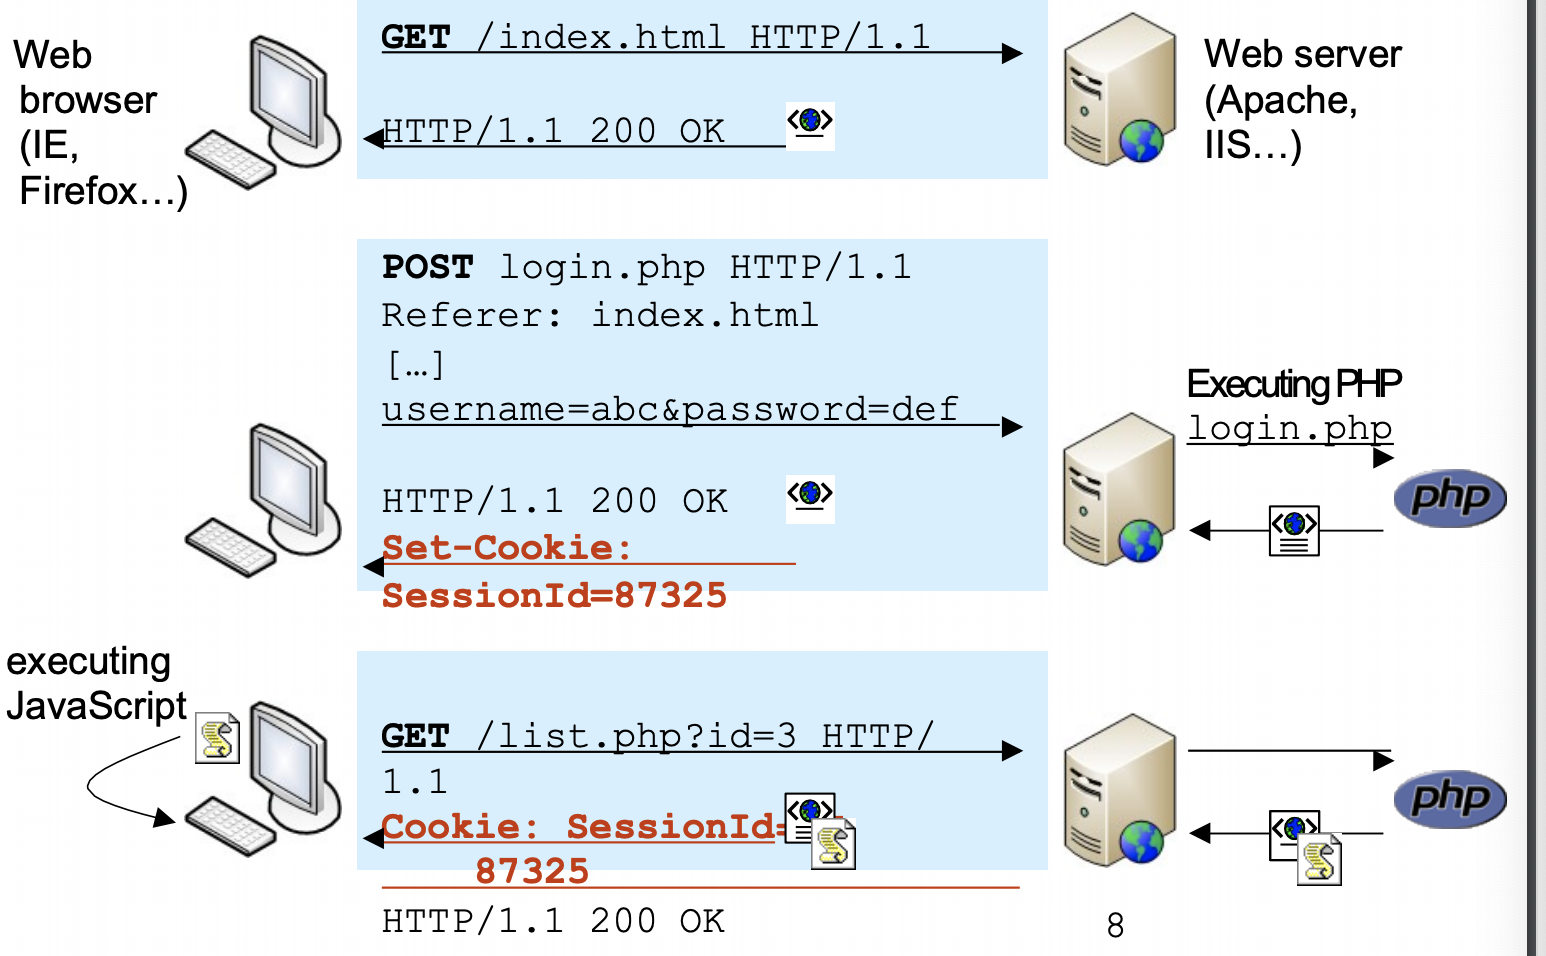 Web
browser
(IE,
Firefox…)
GET /index.html HTTP/1.1
HTTP/1.1 200 OK
Web server
(Apache,
IIS…)
POST login.php HTTP/1.1
Referer: index.html
[…]
username=abc&password=def
HTTP/1.1 200 OK
Set-Cookie:
SessionId=87325
Executing PHP
login.php
php
executing
JavaScript
GET /list.php?id=3 HTTP/
1.1
Cookie: SessionId=
87325
HTTP/1.1 200 OK
php
8